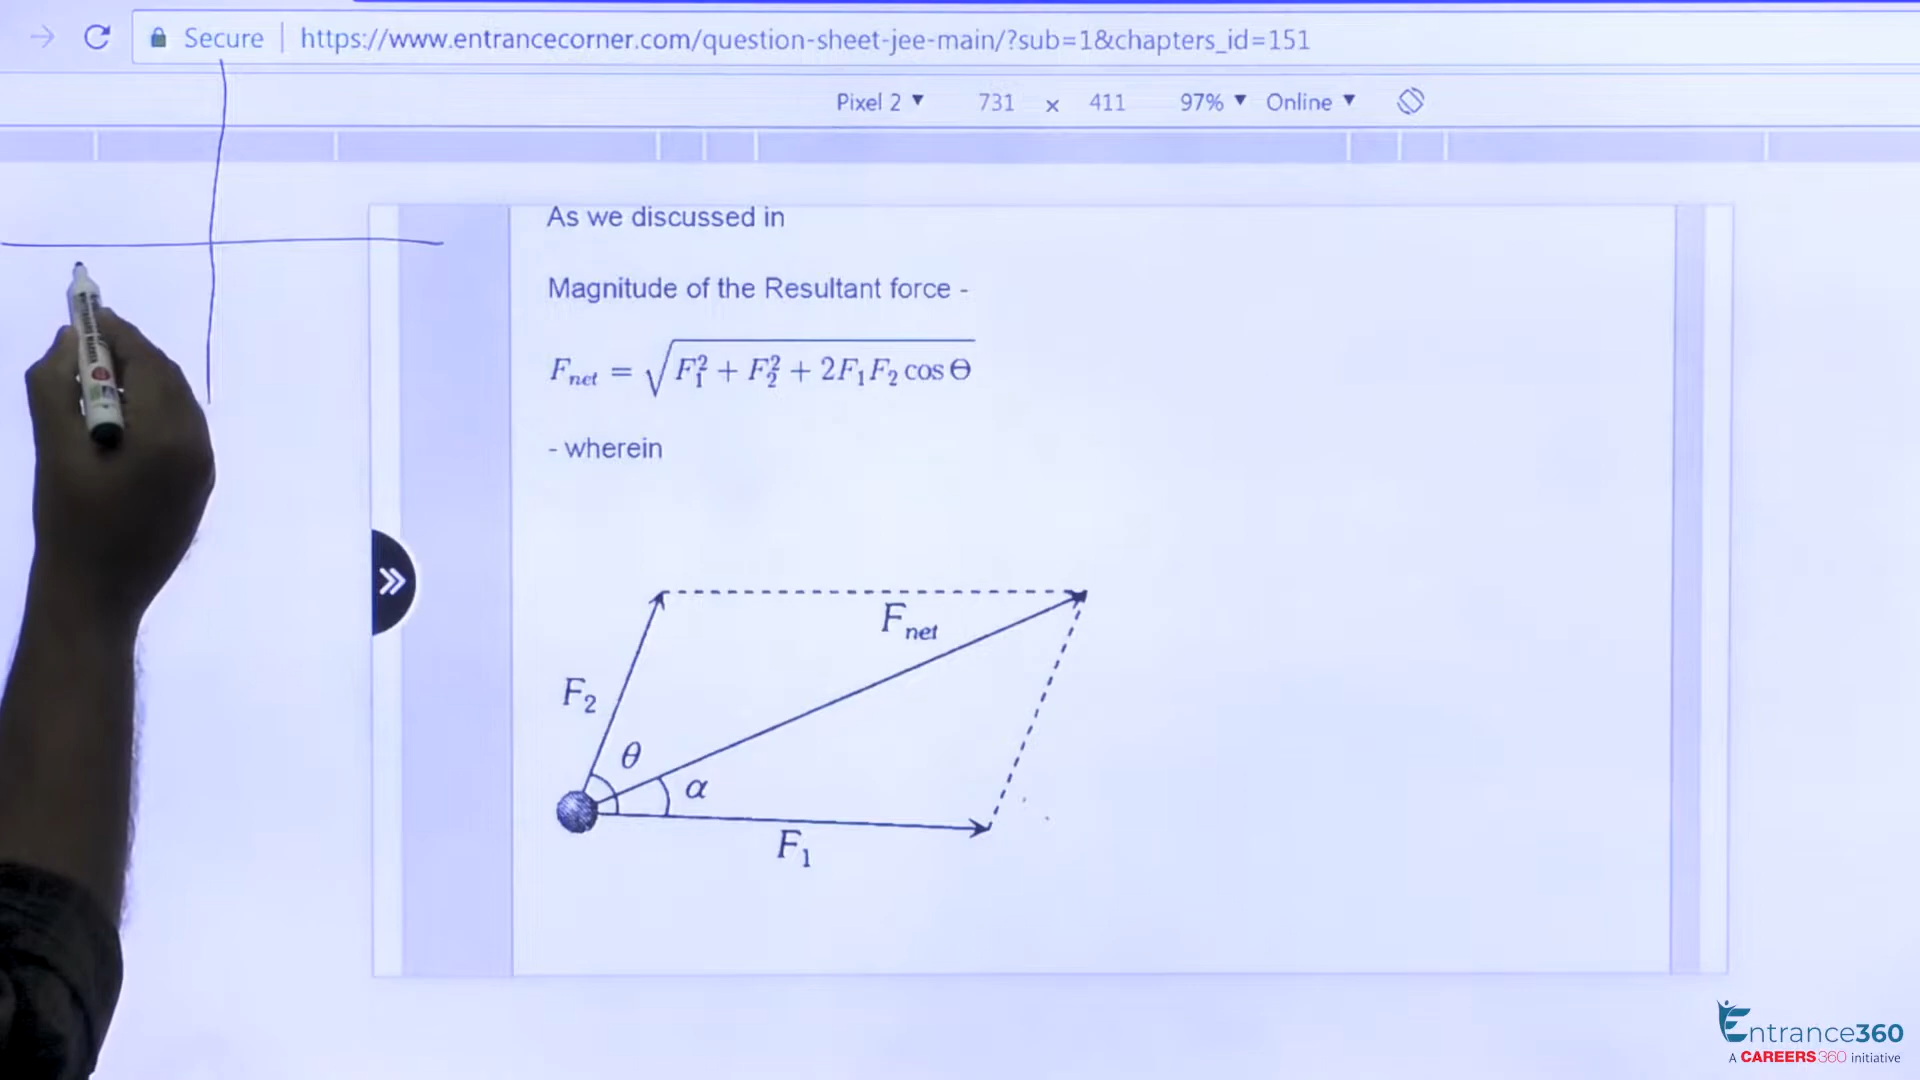 Secure https://www.entrancecorner.com/question-sheet-jee-main/?sub=1&chapters_id=151
Pixel 2 ▼ 731 x 411 97% ▼ Online ▼
As we discussed in
Magnitude of the Resultant force -
F_net = √(F₁² + F₂² + 2F₁F₂ cos Θ)
- wherein
F_net
F₂
θ
α
F₁
Entrance360
A CAREERS360 initiative